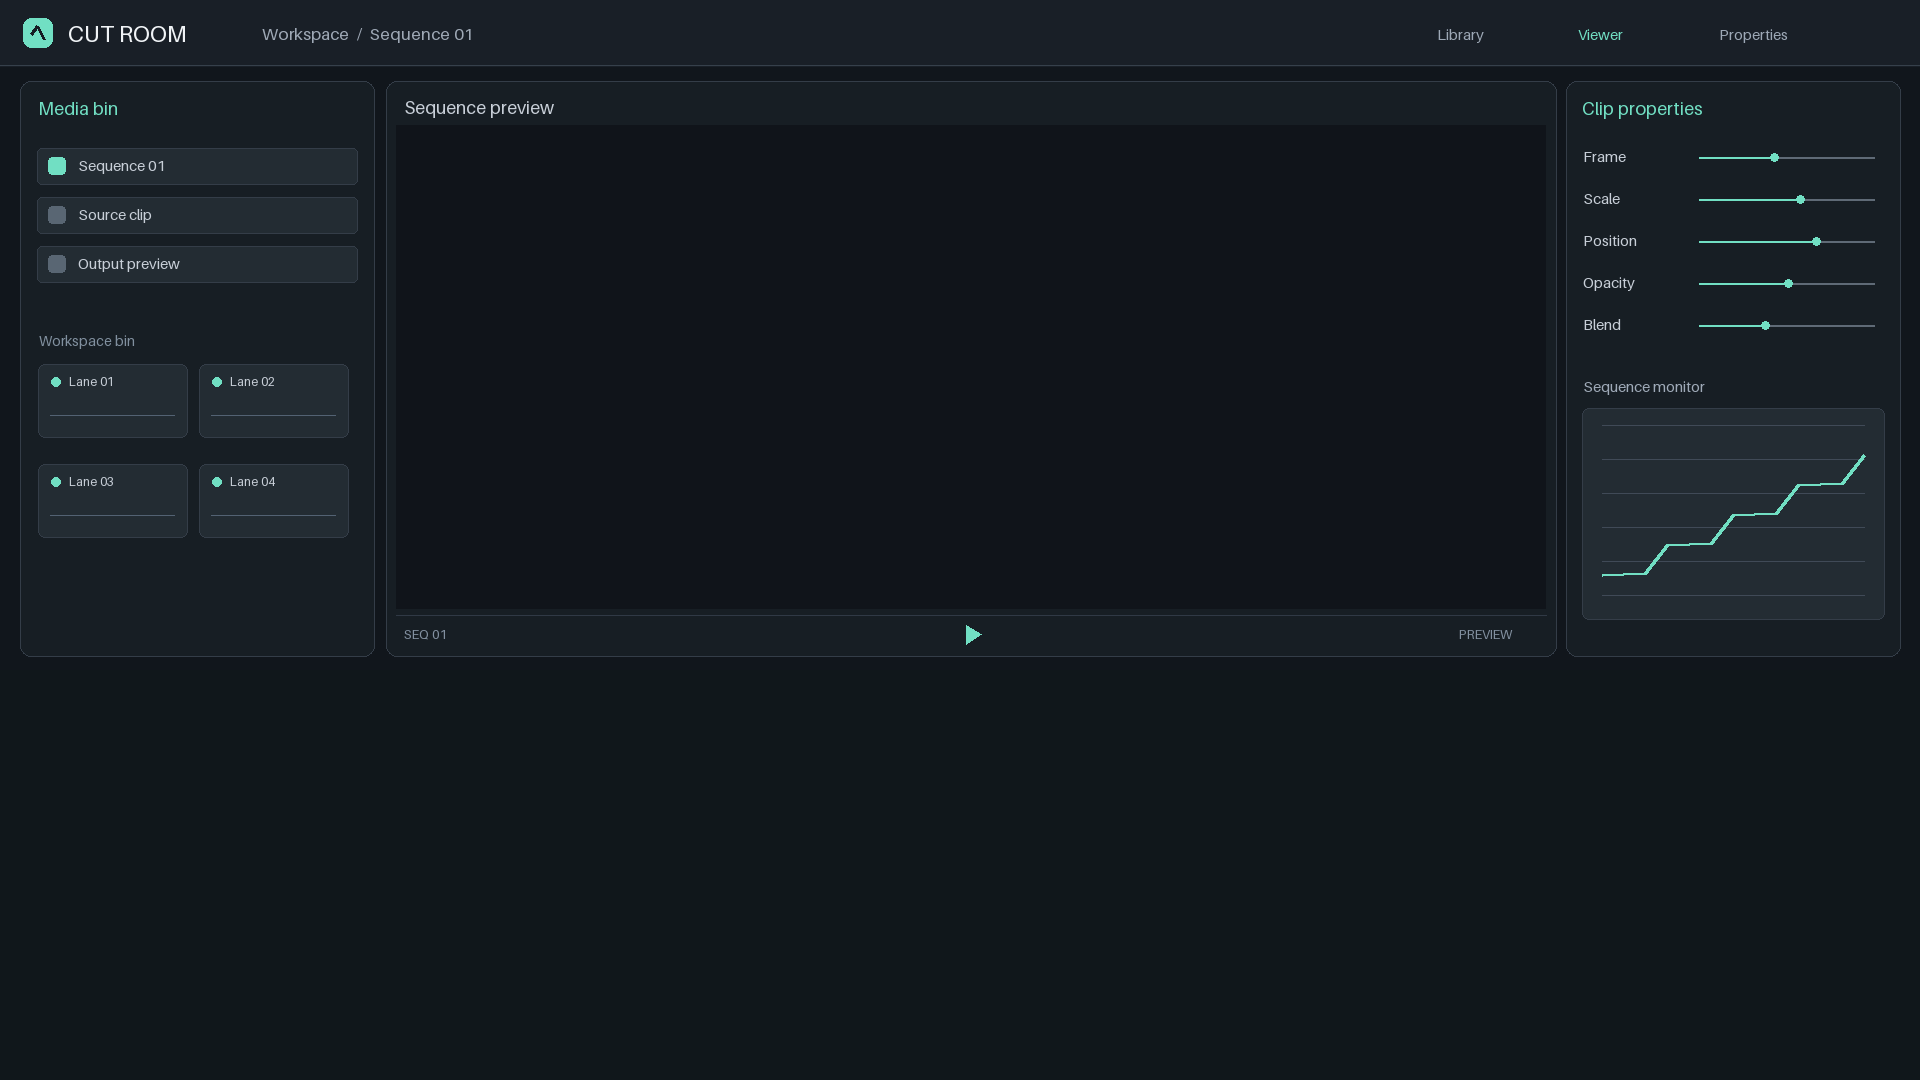 CUT ROOM
Workspace / Sequence 01
Library
Viewer
Properties
Media bin
Sequence 01
Source clip
Output preview
Workspace bin
Lane 01
Lane 02
Lane 03
Lane 04
Sequence preview
SEQ 01
PREVIEW
Clip properties
Frame
Scale
Position
Opacity
Blend
Sequence monitor